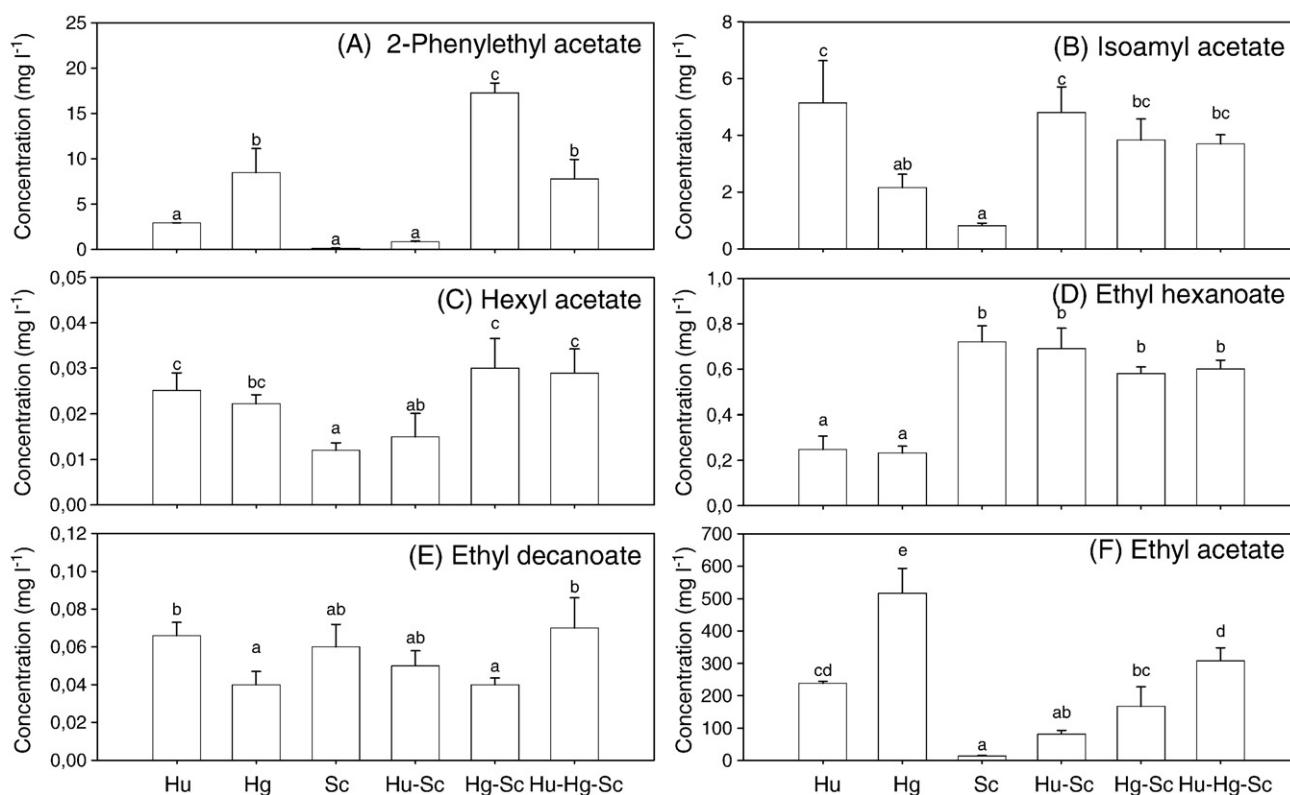 (A) 2-Phenylethyl acetate
Concentration (mg l⁻¹)
25
20
15
10
5
0
a
b
a
a
c
b
(B) Isoamyl acetate
Concentration (mg l⁻¹)
8
6
4
2
0
c
ab
a
c
bc
bc
(C) Hexyl acetate
Concentration (mg l⁻¹)
0,05
0,04
0,03
0,02
0,01
0,00
c
bc
a
ab
c
c
(D) Ethyl hexanoate
Concentration (mg l⁻¹)
1,0
0,8
0,6
0,4
0,2
0,0
a
a
b
b
b
b
(E) Ethyl decanoate
Concentration (mg l⁻¹)
0,12
0,10
0,08
0,06
0,04
0,02
0,00
b
a
ab
ab
a
b
Hu Hg Sc Hu-Sc Hg-Sc Hu-Hg-Sc
(F) Ethyl acetate
Concentration (mg l⁻¹)
700
600
500
400
300
200
100
0
cd
e
a
ab
bc
d
Hu Hg Sc Hu-Sc Hg-Sc Hu-Hg-Sc